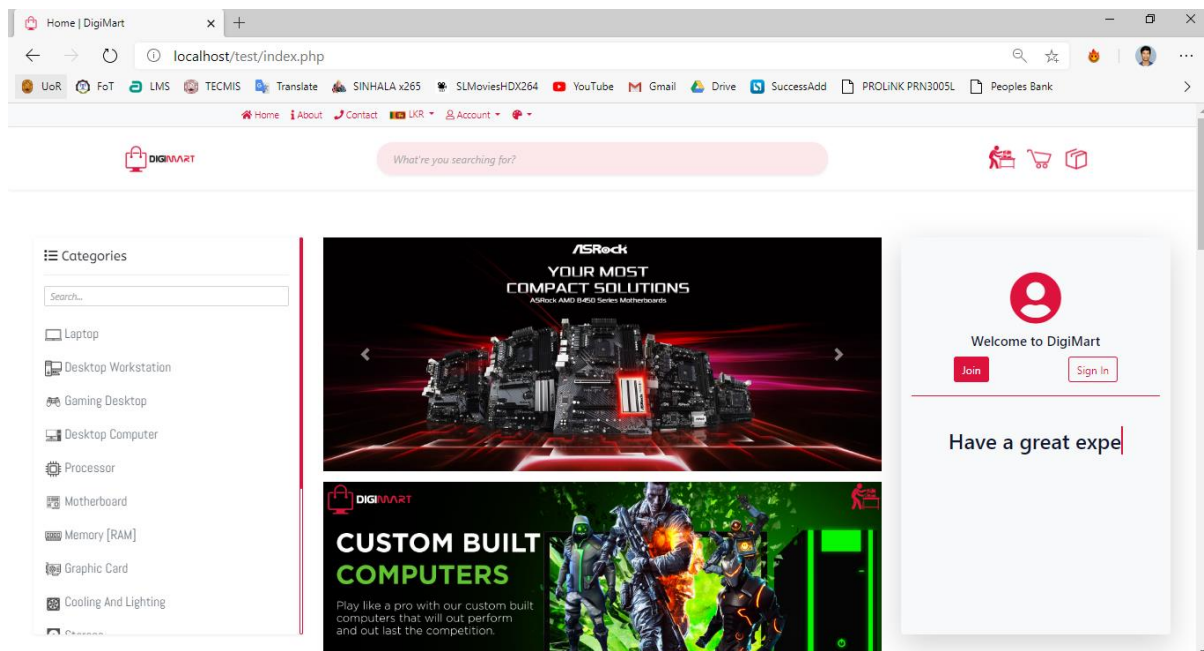 Home | DigiMart
localhost/test/index.php
UoR FoT LMS TECMIS Translate SINHALA x265 SLMoviesHDX264 YouTube Gmail Drive SuccessAdd PROLiNK PRN3005L Peoples Bank
Home About Contact LKR Account
DIGIMART
What're you searching for?
Categories
Search...
Laptop
Desktop Workstation
Gaming Desktop
Desktop Computer
Processor
Motherboard
Memory [RAM]
Graphic Card
Cooling And Lighting
ASRock
YOUR MOST
COMPACT SOLUTIONS
ASRock AMD B450 Series Motherboards
DIGIMART
CUSTOM BUILT
COMPUTERS
Play like a pro with our custom built
computers that will out perform
and out last the competition.
Welcome to DigiMart
Join Sign In
Have a great expe